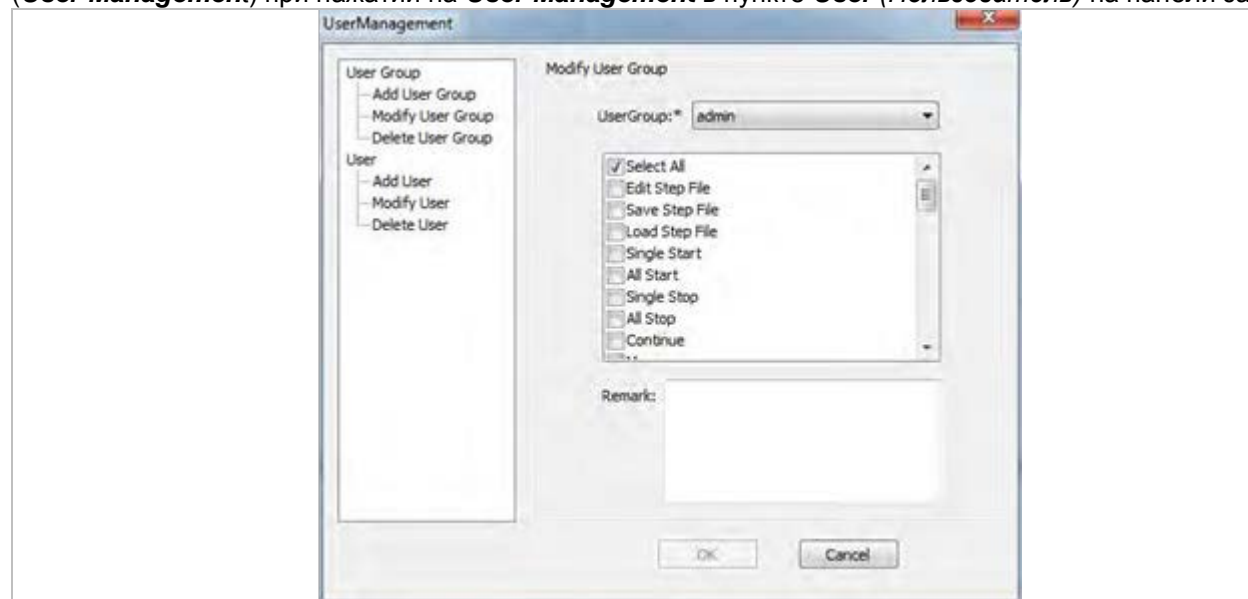 (User Management) при нажатии на User Management в пункте User (Пользователь) на панели
UserManagement
User Group
Add User Group
Modify User Group
Delete User Group
User
Add User
Modify User
Delete User
Modify User Group
UserGroup:* admin
Select All
Edit Step File
Save Step File
Load Step File
Single Start
All Start
Single Stop
All Stop
Continue
Remark:
OK Cancel